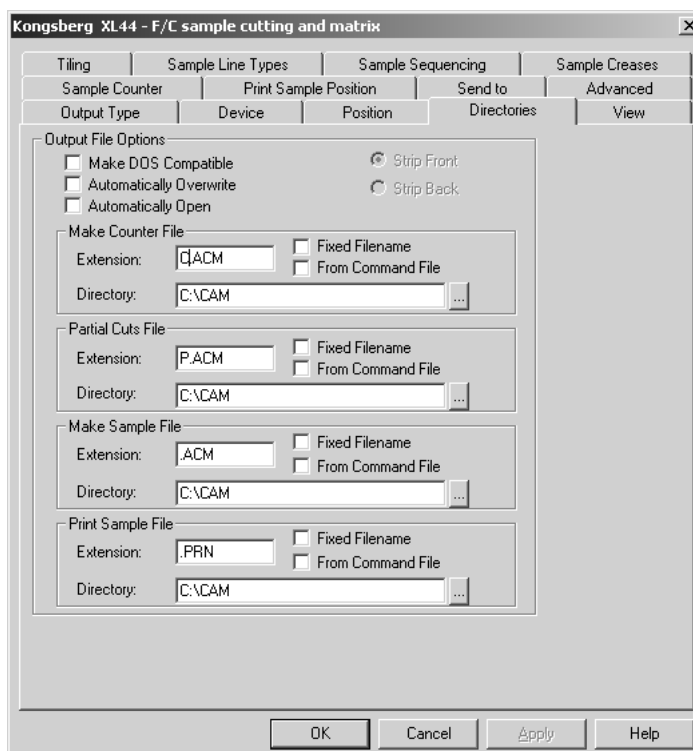 Kongsberg XL44 - F/C sample cutting and matrix
Tiling Sample Line Types Sample Sequencing Sample Creases
Sample Counter Print Sample Position Send to Advanced
Output Type Device Position Directories View
Output File Options
Make DOS Compatible Strip Front
Automatically Overwrite Strip Back
Automatically Open
Make Counter File
Extension: C.ACM Fixed Filename
From Command File
Directory: C:\CAM ...
Partial Cuts File
Extension: P.ACM Fixed Filename
From Command File
Directory: C:\CAM ...
Make Sample File
Extension: .ACM Fixed Filename
From Command File
Directory: C:\CAM ...
Print Sample File
Extension: .PRN Fixed Filename
From Command File
Directory: C:\CAM ...
OK Cancel Apply Help